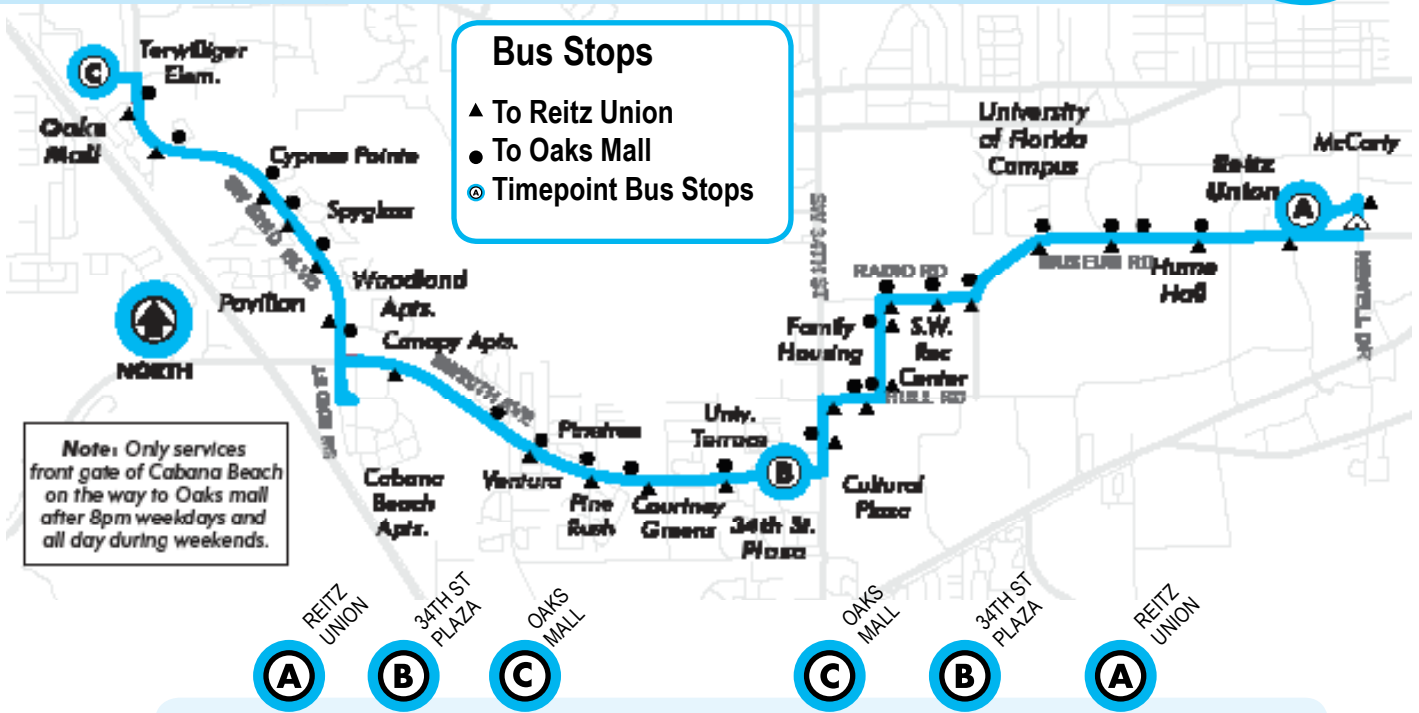 C
Terwilliger
Elem.
Oaks
Mall
Cypress Pointe
Spyglass
SW 62ND BLVD
Bus Stops
To Reitz Union
To Oaks Mall
A Timepoint Bus Stops
University
of Florida
Campus
McCarty
Reitz
Union
A
Woodland
Apts.
Pavilion
NORTH
Canopy Apts.
SW 34TH ST
RADIO RD
MUSEUM RD
Hume
Hall
NEWELL DR
Family
Housing
S.W.
Rec
Center
HULL RD
Note: Only services
front gate of Cabana Beach
on the way to Oaks mall
after 8pm weekdays and
all day during weekends.
Cabana
Beach
Apts.
Ventura
Pinetree
Pine
Rush
Courtney
Greens
Univ.
Terrace
B
34th St.
Plaza
Cultural
Plaza
REITZ
UNION
34TH ST
PLAZA
OAKS
MALL
OAKS
MALL
34TH ST
PLAZA
REITZ
UNION
A
B
C
C
B
A